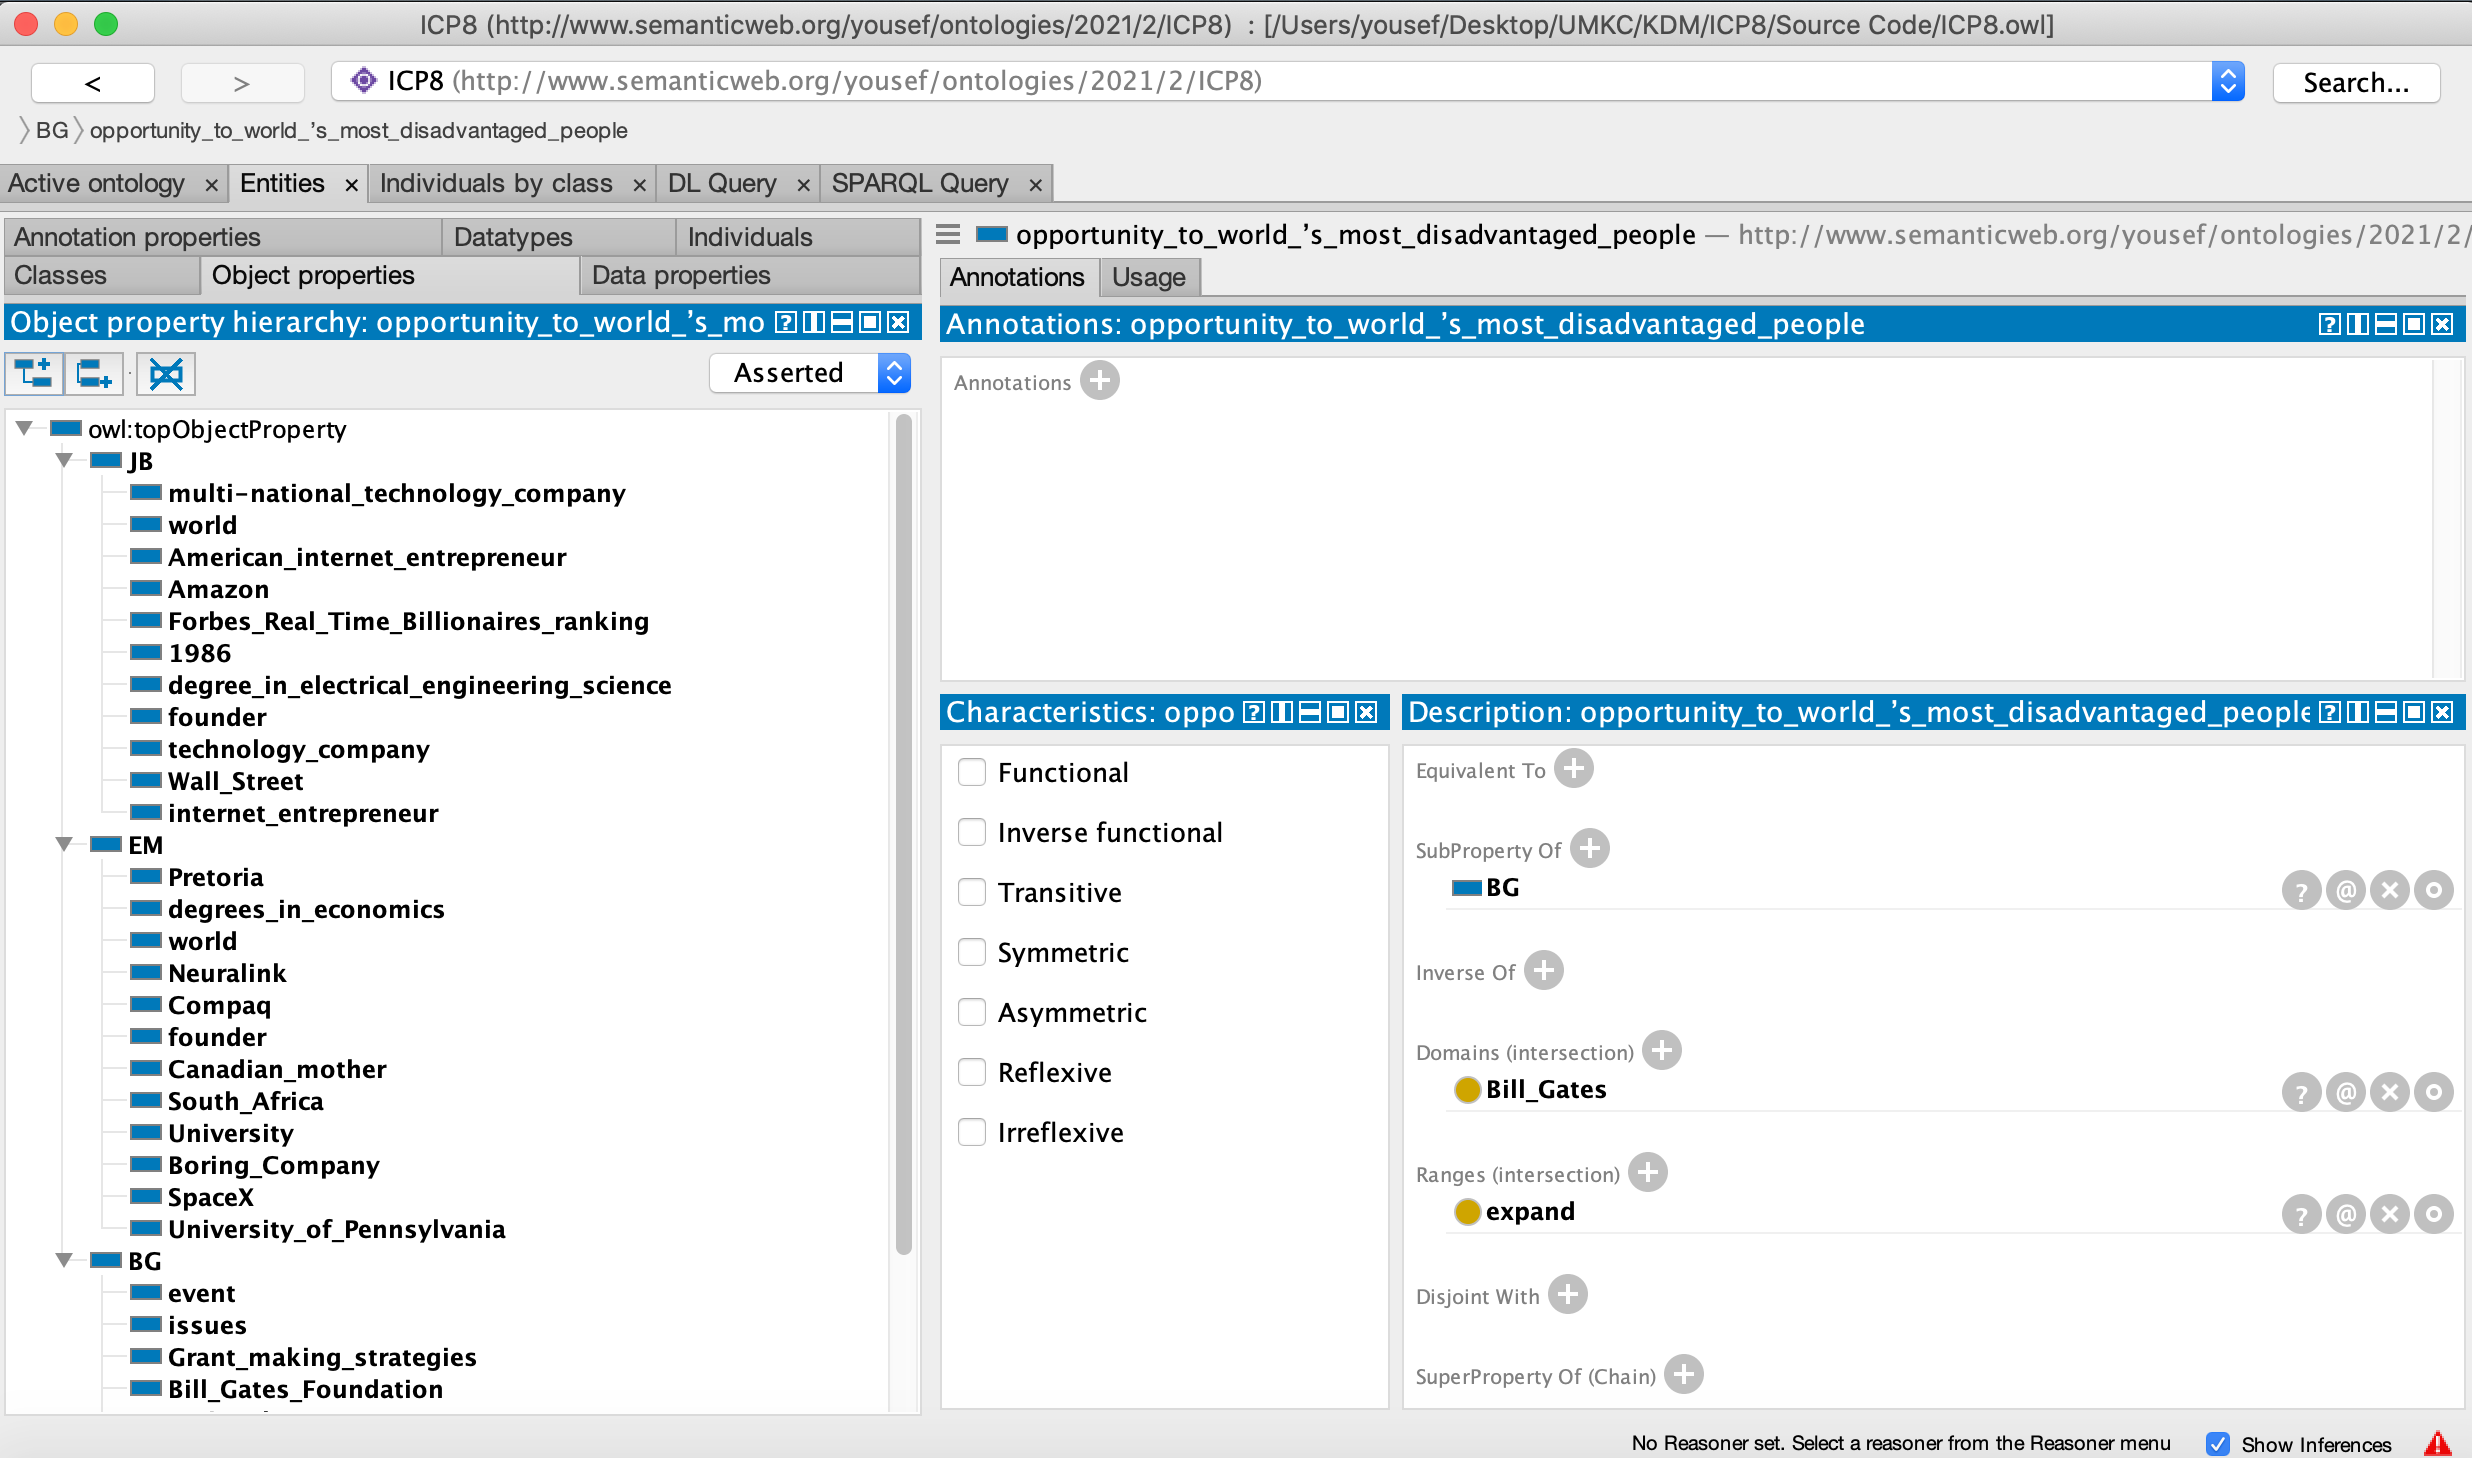 ICP8 (http://www.semanticweb.org/yousef/ontologies/2021/2/ICP8)  : [/Users/yousef/Desktop/UMKC/KDM/ICP8/Source Code/ICP8.owl]
< > ICP8 (http://www.semanticweb.org/yousef/ontologies/2021/2/ICP8) Search...
BG opportunity_to_world_’s_most_disadvantaged_people
Active ontology × Entities × Individuals by class × DL Query × SPARQL Query ×
Annotation properties Datatypes Individuals
Classes Object properties Data properties
Object property hierarchy: opportunity_to_world_’s_mo
Asserted
owl:topObjectProperty
JB
multi-national_technology_company
world
American_internet_entrepreneur
Amazon
Forbes_Real_Time_Billionaires_ranking
1986
degree_in_electrical_engineering_science
founder
technology_company
Wall_Street
internet_entrepreneur
EM
Pretoria
degrees_in_economics
world
Neuralink
Compaq
founder
Canadian_mother
South_Africa
University
Boring_Company
SpaceX
University_of_Pennsylvania
BG
event
issues
Grant_making_strategies
Bill_Gates_Foundation
opportunity_to_world_’s_most_disadvantaged_people — http://www.semanticweb.org/yousef/ontologies/2021/2/
Annotations Usage
Annotations: opportunity_to_world_’s_most_disadvantaged_people
Annotations
Characteristics: oppo
Functional
Inverse functional
Transitive
Symmetric
Asymmetric
Reflexive
Irreflexive
Description: opportunity_to_world_’s_most_disadvantaged_people
Equivalent To
SubProperty Of
BG
Inverse Of
Domains (intersection)
Bill_Gates
Ranges (intersection)
expand
Disjoint With
SuperProperty Of (Chain)
No Reasoner set. Select a reasoner from the Reasoner menu Show Inferences